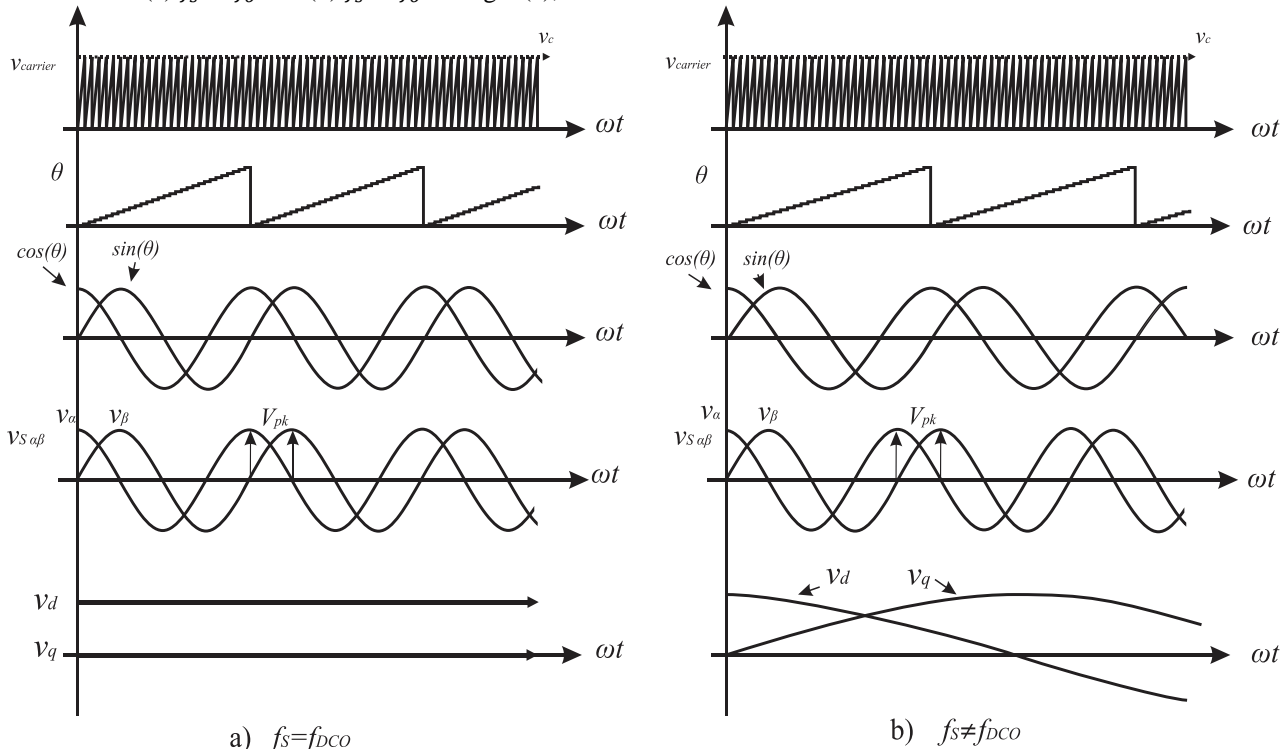 v_c
v_carrier
ωt
θ
ωt
cos(θ)
sin(θ)
ωt
v_α
v_β
V_pk
v_S αβ
ωt
v_d
v_q
ωt
a) f_S=f_DCO
v_c
v_carrier
ωt
θ
ωt
cos(θ)
sin(θ)
ωt
v_α
v_β
V_pk
v_S αβ
ωt
v_d
v_q
ωt
b) f_S≠f_DCO